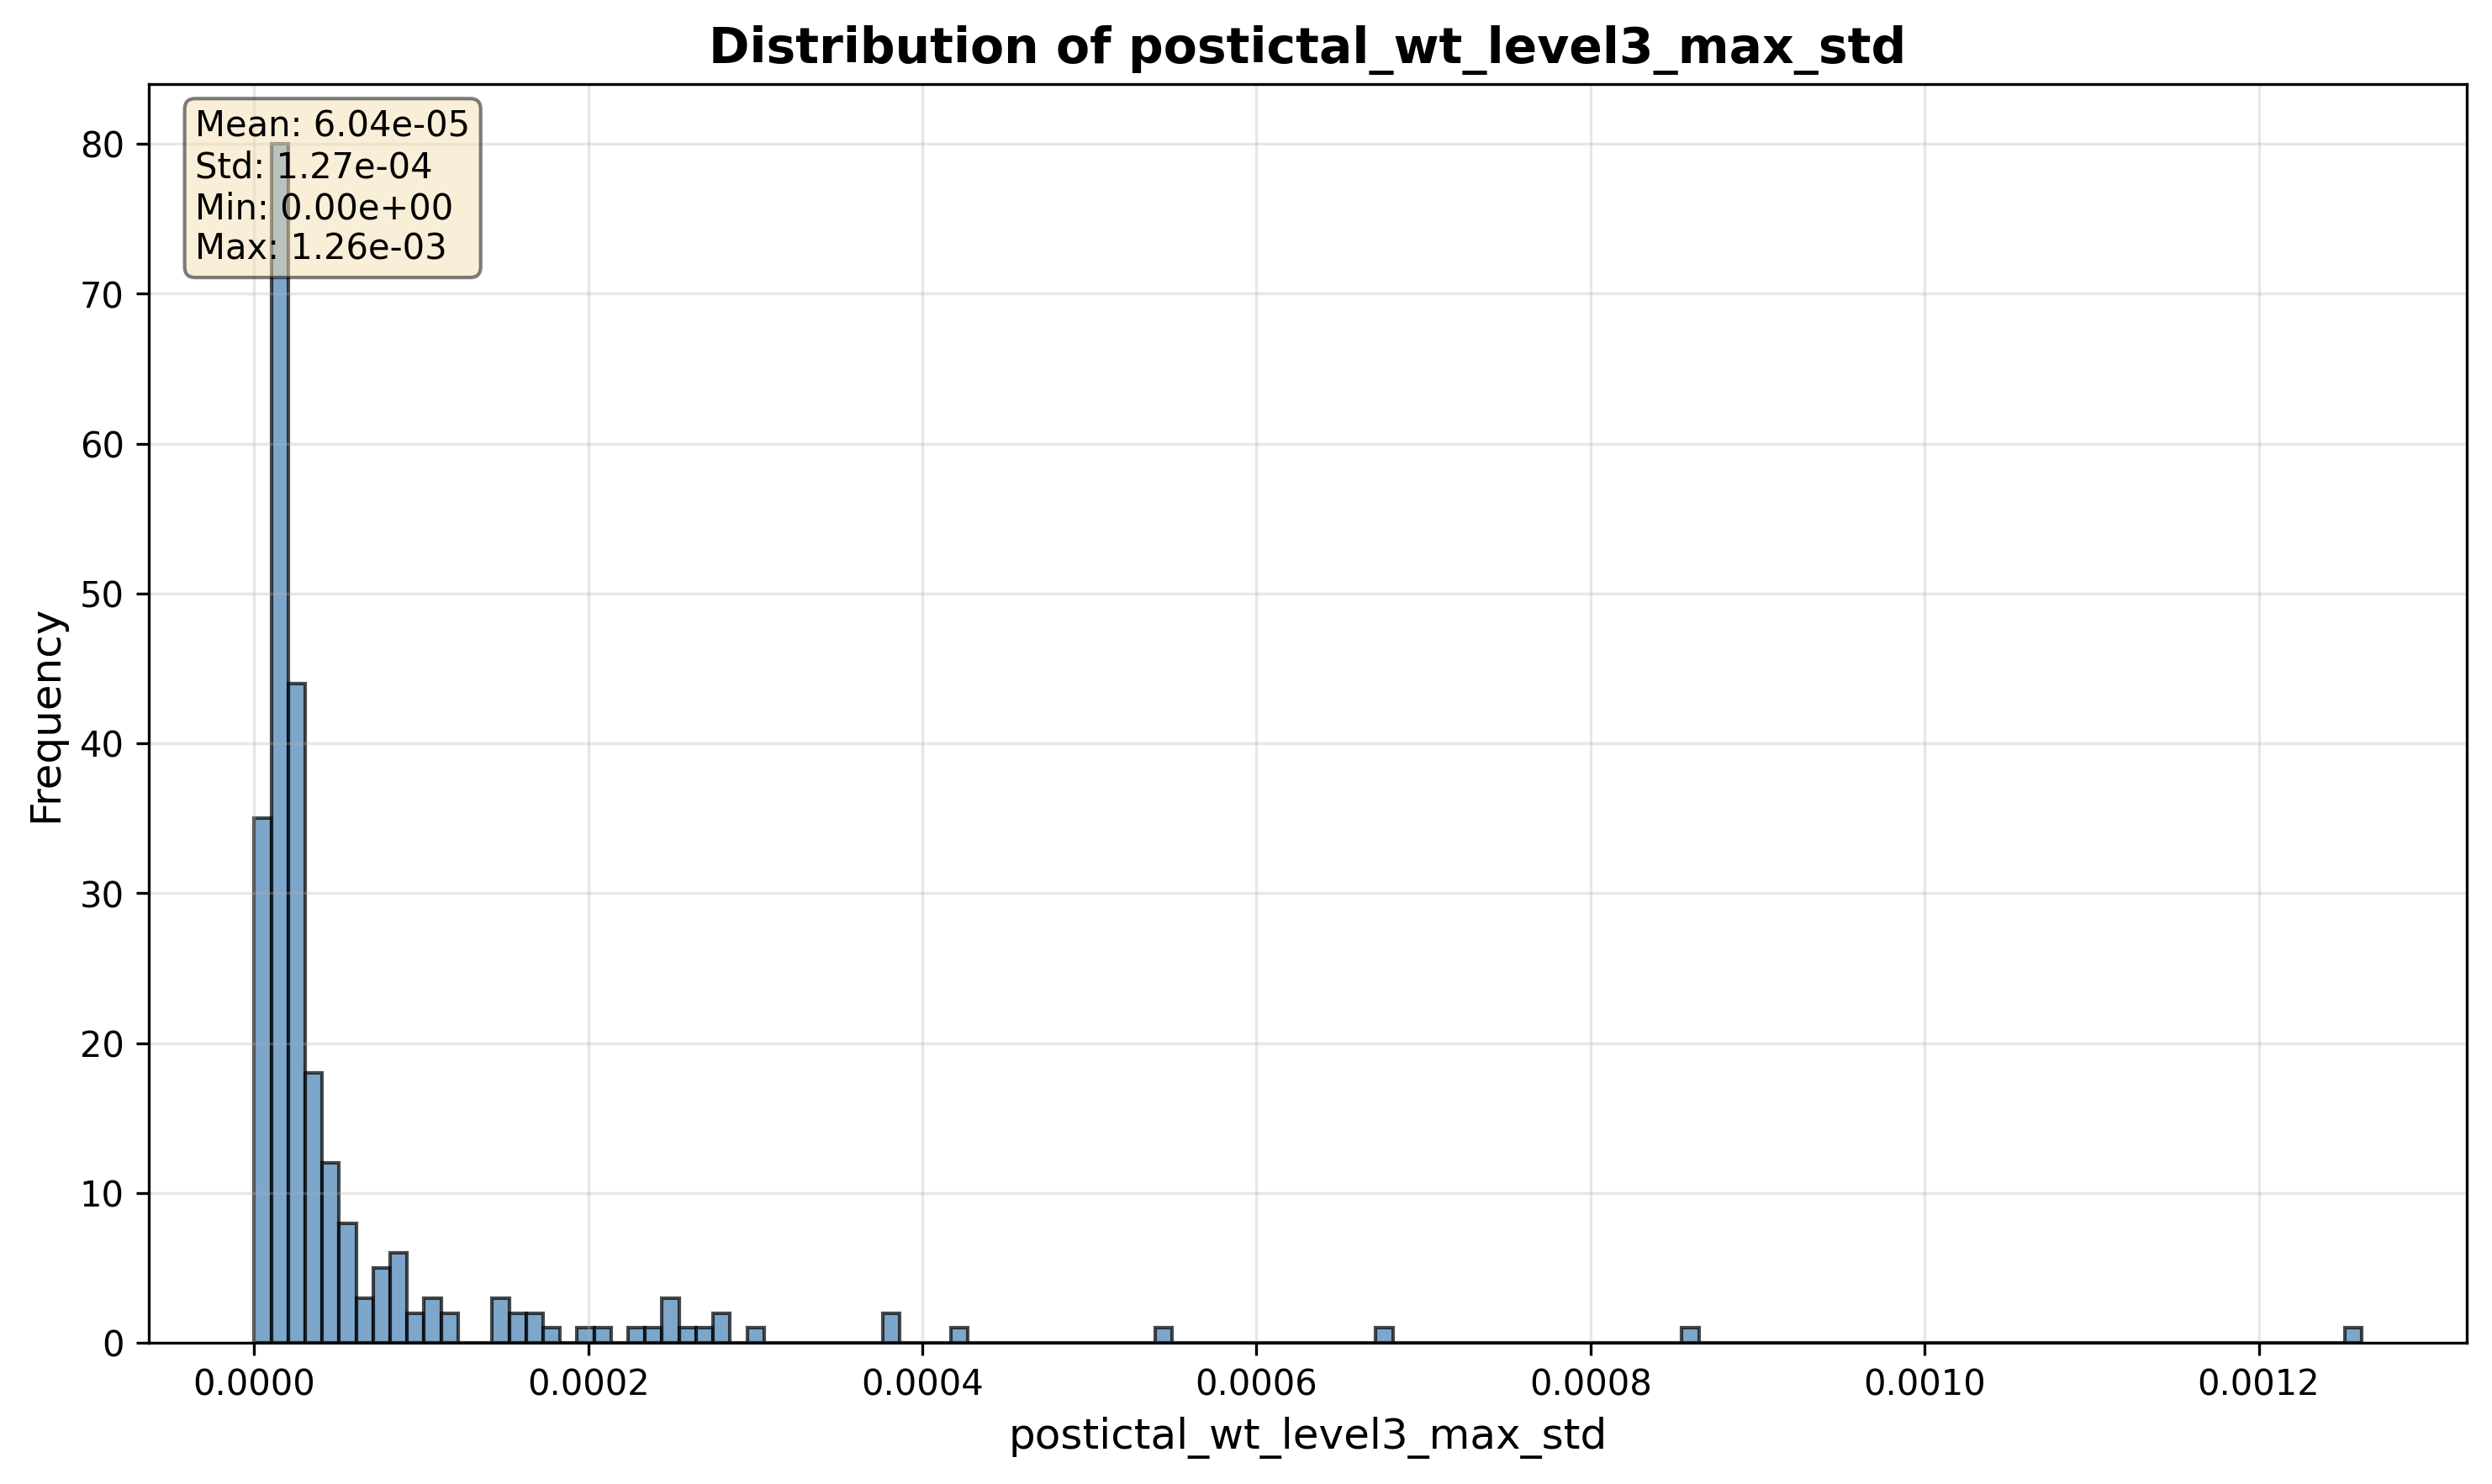 Distribution of postictal_wt_level3_max_std
Mean: 6.04e-05
Std: 1.27e-04
Min: 0.00e+00
Max: 1.26e-03
Frequency
80
70
60
50
40
30
20
10
0
0.0000 0.0002 0.0004 0.0006 0.0008 0.0010 0.0012
postictal_wt_level3_max_std